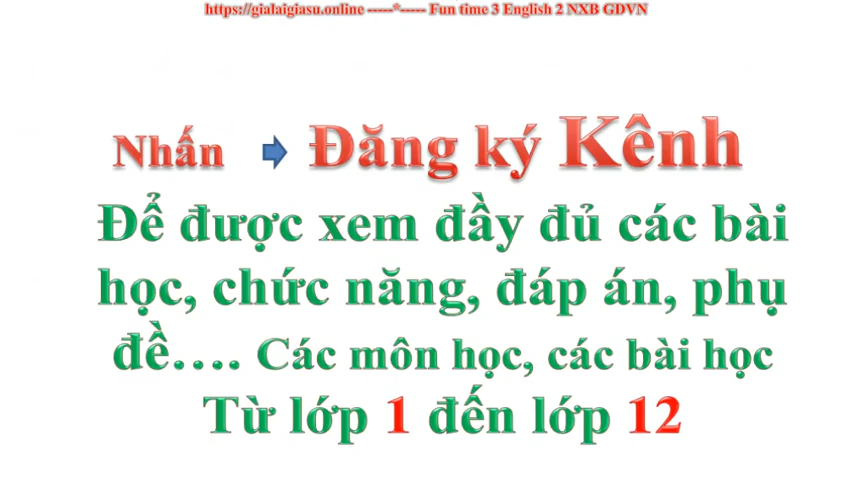 https://gialaigiasu.online -----*----- Fun time 3 English 2 NXB GDVN
Nhấn Đăng ký Kênh
Để được xem đầy đủ các bài
học, chức năng, đáp án, phụ
đề…. Các môn học, các bài học
Từ lớp 1 đến lớp 12